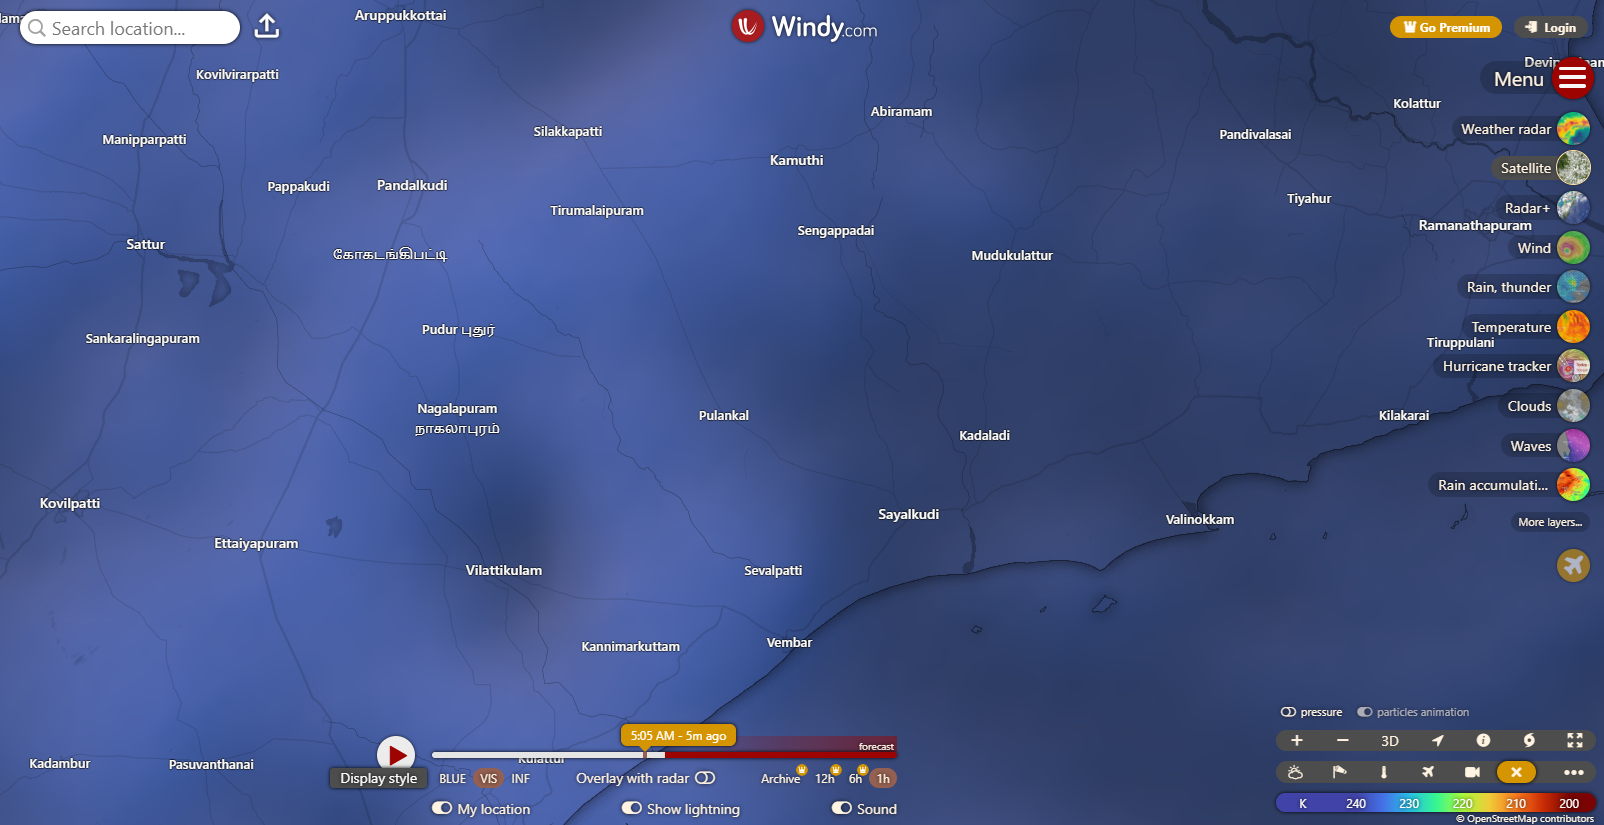 Aruppukkottai
Search location...
Windy.com
Go Premium
Login
Kovilvirarpatti
Menu
Kolattur
Abiramam
Silakkapatti
Weather radar
Pandivalasai
Manipparpatti
Kamuthi
Satellite
Pappakudi
Pandalkudi
Tiyahur
Radar+
Tirumalaipuram
Ramanathapuram
Sengappadai
Sattur
Wind
கோகடங்கிபட்டி
Mudukulattur
Rain, thunder
Temperature
Pudur புதுர்
Sankaralingapuram
Tiruppulani
Hurricane tracker
Clouds
Nagalapuram
நாகலாபுரம்
Pulankal
Kilakarai
Kadaladi
Waves
Rain accumulati...
Kovilpatti
Sayalkudi
Valinokkam
More layers...
Ettaiyapuram
Vilattikulam
Sevalpatti
Vembar
Kannimarkuttam
pressure
particles animation
5:05 AM - 5m ago
forecast
3D
Kadambur
Pasuvanthanai
Kulattur
Display style
BLUE
VIS
INF
Overlay with radar
Archive
12h
6h
1h
My location
Show lightning
Sound
K 240 230 220 210 200
© OpenStreetMap contributors